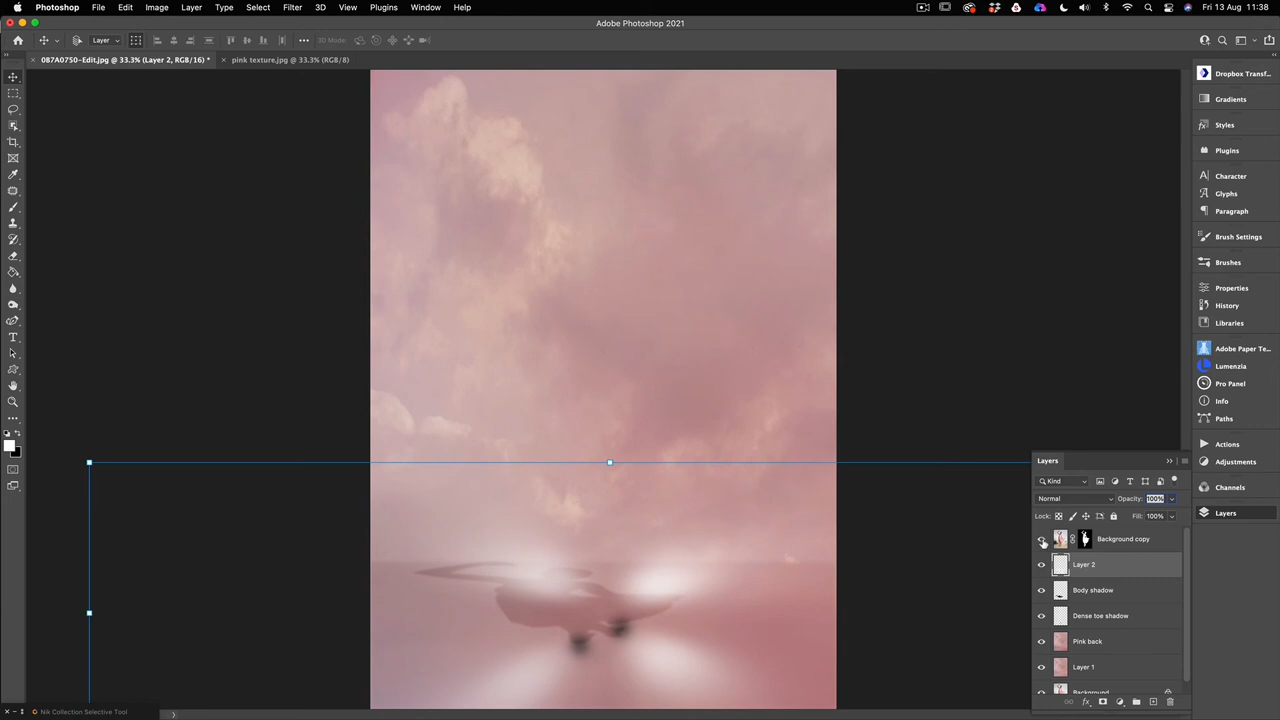 Photoshop File Edit Image Layer Type Select Filter 3D View Plugins Window Help Fri 13 Aug 11:38
Adobe Photoshop 2021
Layer 3D Mode:
0B7A0750-Edit.jpg @ 33.3% (Layer 2, RGB/16) * pink texture.jpg @ 33.3% (RGB/8)
Dropbox Transf...
Gradients
Styles
Plugins
Character
Glyphs
Paragraph
Brush Settings
Brushes
Properties
History
Libraries
Adobe Paper Te...
Lumenzia
Pro Panel
Info
Paths
Actions
Adjustments
Channels
Layers
Layers
Kind
Normal Opacity: 100%
Lock: Fill: 100%
Background copy
Layer 2
Body shadow
Dense toe shadow
Pink back
Layer 1
Background
Nik Collection Selective Tool